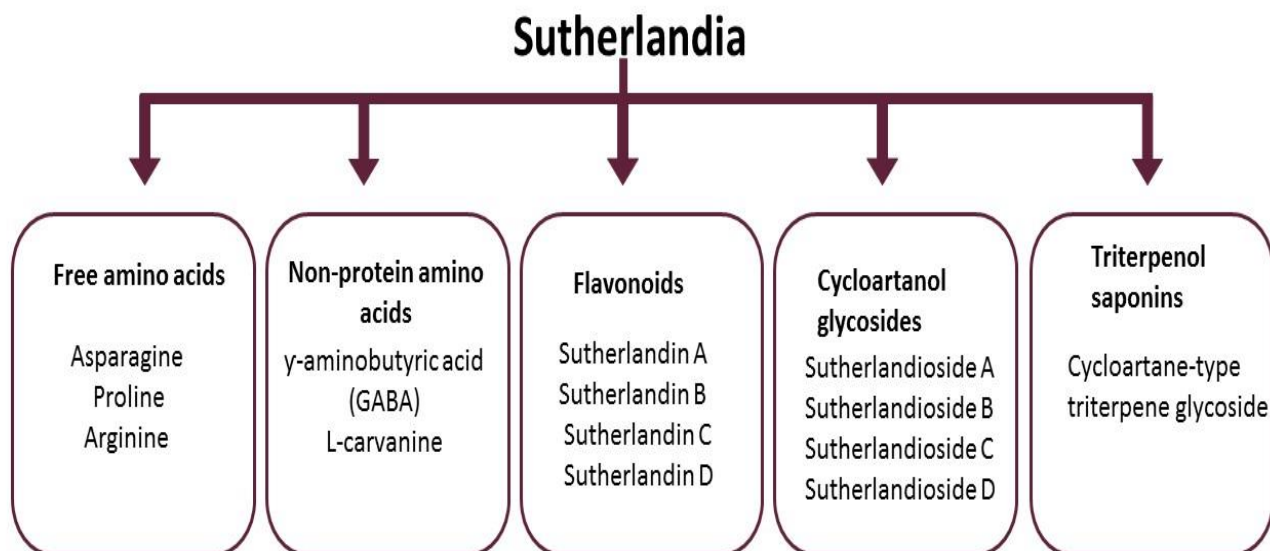 Sutherlandia
Free amino acids
Asparagine
Proline
Arginine
Non-protein amino
acids
γ-aminobutyric acid
(GABA)
L-carvanine
Flavonoids
Sutherlandin A
Sutherlandin B
Sutherlandin C
Sutherlandin D
Cycloartanol
glycosides
Sutherlandioside A
Sutherlandioside B
Sutherlandioside C
Sutherlandioside D
Triterpenol
saponins
Cycloartane-type
triterpene glycoside